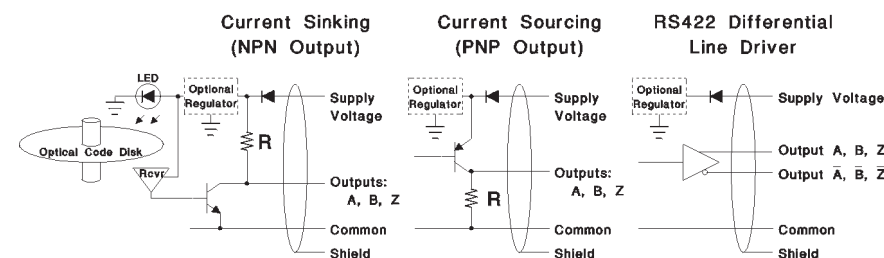 Current Sinking
(NPN Output)
LED
Optional
Regulator
Supply
Voltage
Optical Code Disk
R
Rcvr
Outputs:
A, B, Z
Common
Shield
Current Sourcing
(PNP Output)
Optional
Regulator
Supply
Voltage
Outputs:
A, B, Z
R
Common
Shield
RS422 Differential
Line Driver
Optional
Regulator
Supply Voltage
Output A, B, Z
Output A̅, B̅, Z̅
Common
Shield